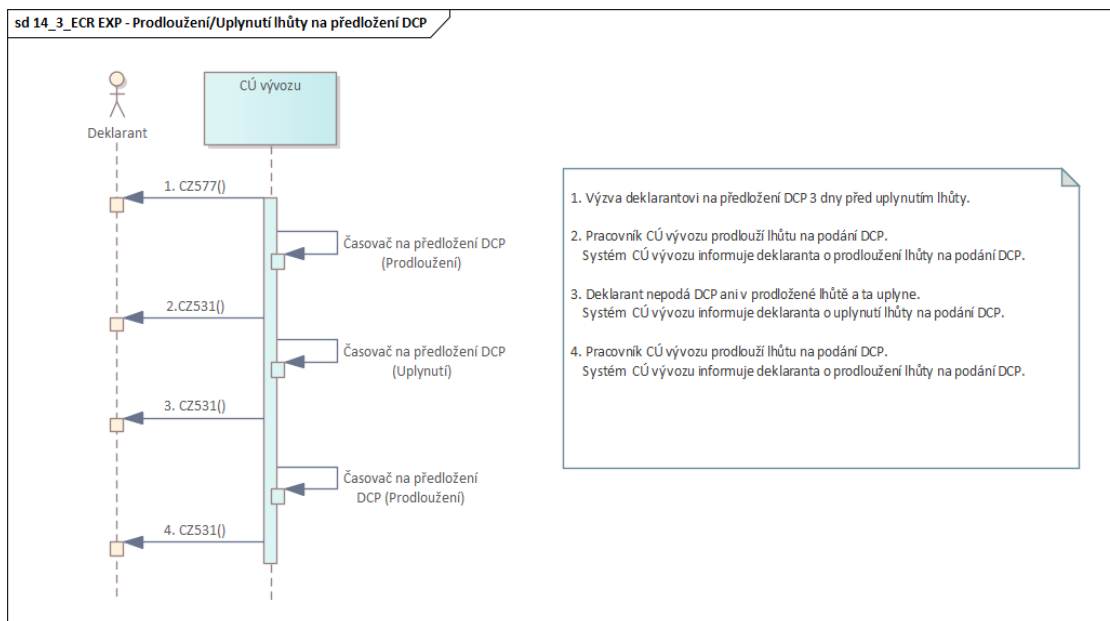 sd 14_3_ECR EXP - Prodloužení/Uplynutí lhůty na předložení DCP
CÚ vývozu
Deklarant
1. CZ577()
Časovač na předložení DCP
(Prodloužení)
2.CZ531()
Časovač na předložení DCP
(Uplynutí)
3. CZ531()
Časovač na předložení
DCP (Prodloužení)
4. CZ531()
1. Výzva deklarantovi na předložení DCP 3 dny před uplynutím lhůty.
2. Pracovník CÚ vývozu prodlouží lhůtu na podání DCP.
Systém CÚ vývozu informuje deklaranta o prodloužení lhůty na podání DCP.
3. Deklarant nepodá DCP ani v prodložené lhůtě a ta uplyne.
Systém CÚ vývozu informuje deklaranta o uplynutí lhůty na podání DCP.
4. Pracovník CÚ vývozu prodlouží lhůtu na podání DCP.
Systém CÚ vývozu informuje deklaranta o prodloužení lhůty na podání DCP.